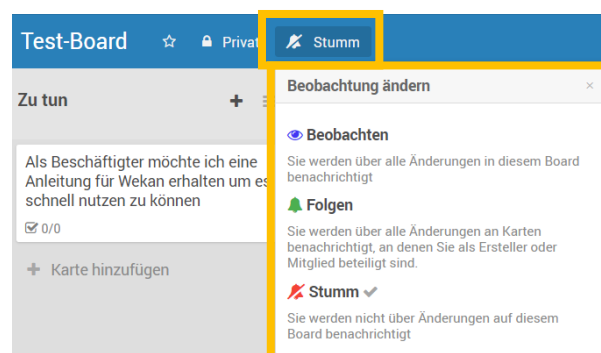 Test-Board
Privat
Stumm
Zu tun
Als Beschäftigter möchte ich eine
Anleitung für Wekan erhalten um es
schnell nutzen zu können
0/0
Karte hinzufügen
Beobachtung ändern
Beobachten
Sie werden über alle Änderungen in diesem Board
benachrichtigt
Folgen
Sie werden über alle Änderungen an Karten
benachrichtigt, an denen Sie als Ersteller oder
Mitglied beteiligt sind.
Stumm
Sie werden nicht über Änderungen auf diesem
Board benachrichtigt